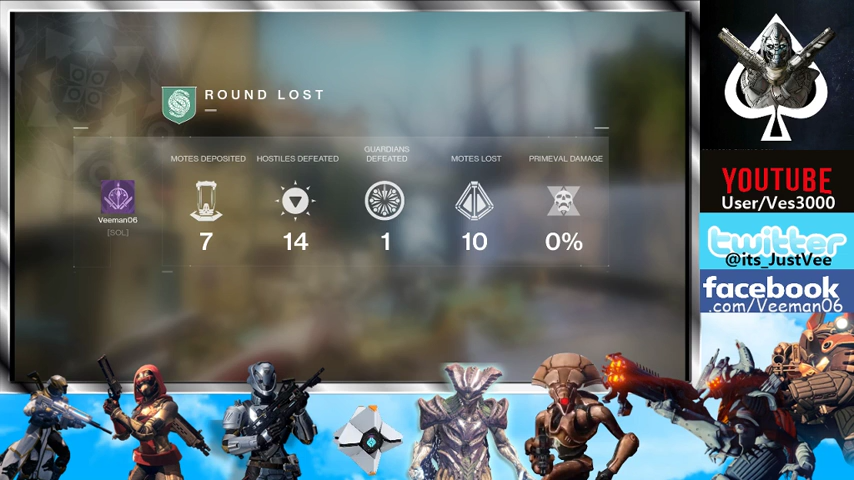 ROUND LOST
MOTES DEPOSITED
HOSTILES DEFEATED
GUARDIANS
DEFEATED
MOTES LOST
PRIMEVAL DAMAGE
Veeman06
[SOL]
7
14
1
10
0%
YOUTUBE
User/Ves3000
twitter
@its_JustVee
facebook
.com/Veeman06